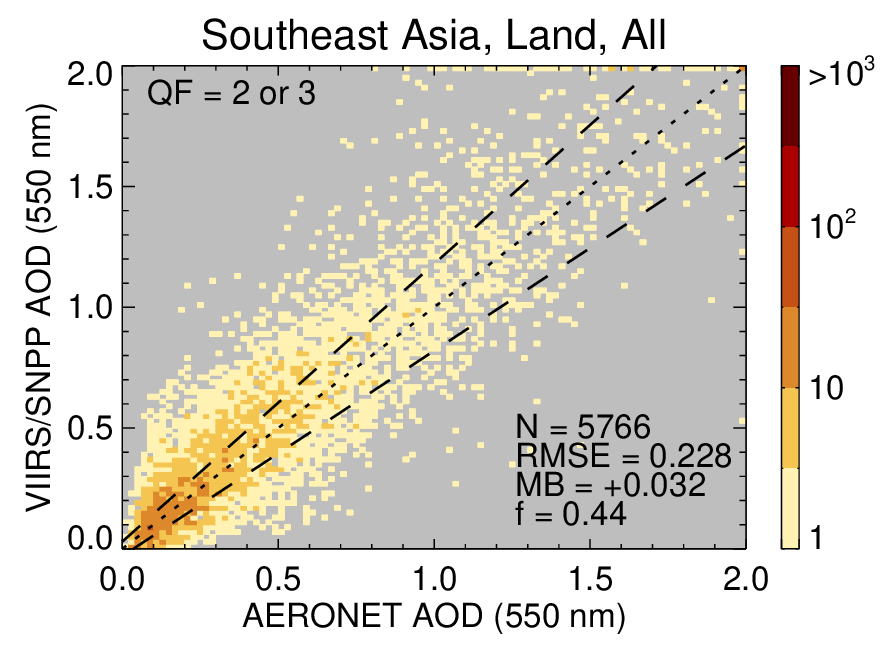 Southeast Asia, Land, All
QF = 2 or 3
VIIRS/SNPP AOD (550 nm)
2.0
1.5
1.0
0.5
0.0
N = 5766
RMSE = 0.228
MB = +0.032
f = 0.44
0.0 0.5 1.0 1.5 2.0
AERONET AOD (550 nm)
>10³
10²
10
1